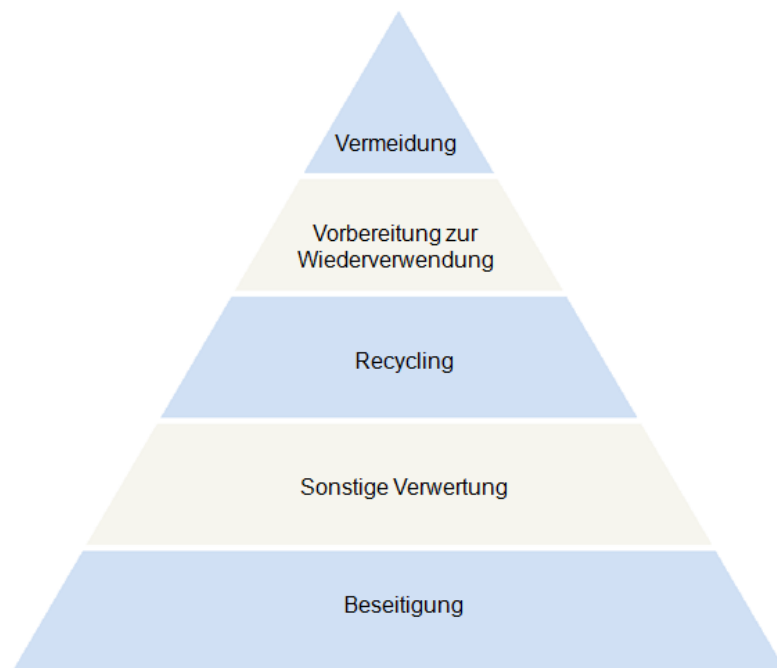 Vermeidung
Vorbereitung zur
Wiederverwendung
Recycling
Sonstige Verwertung
Beseitigung